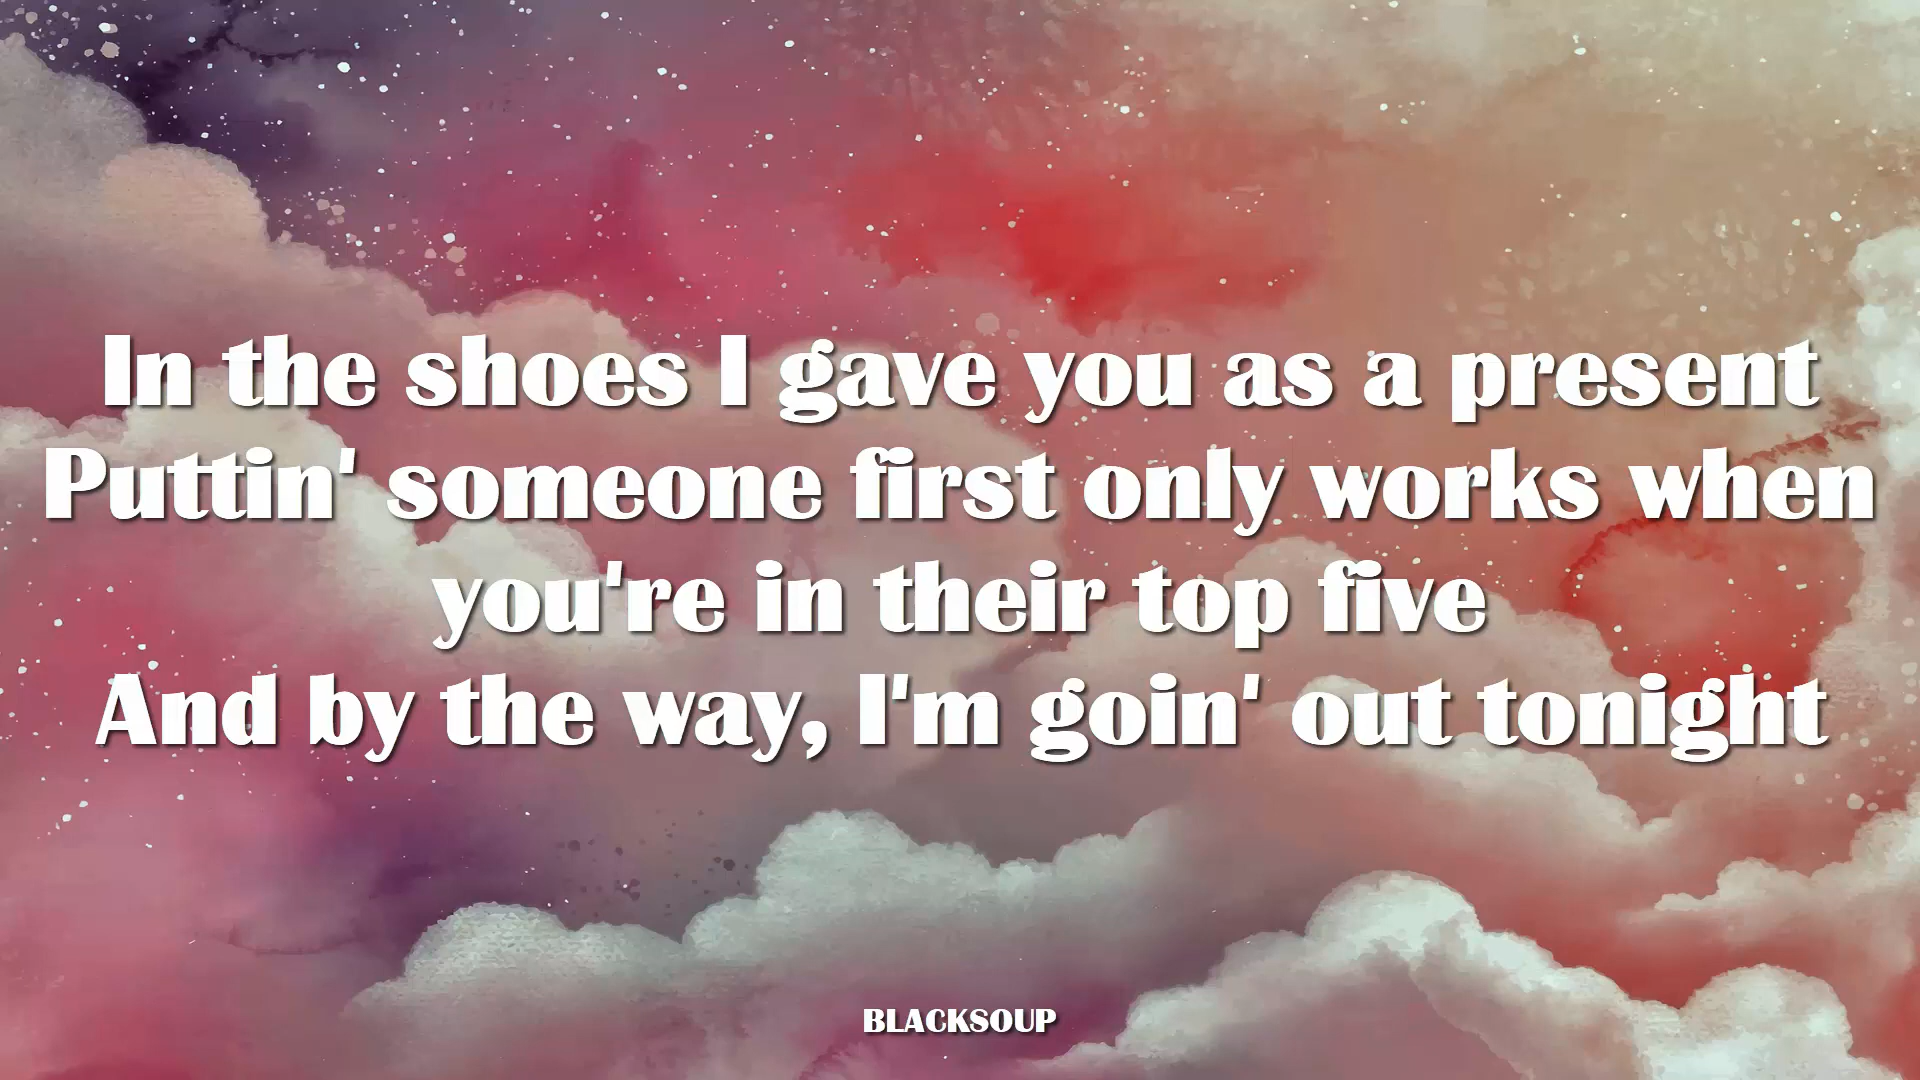 In the shoes I gave you as a present
Puttin' someone first only works when
you're in their top five
And by the way, I'm goin' out tonight
BLACKSOUP